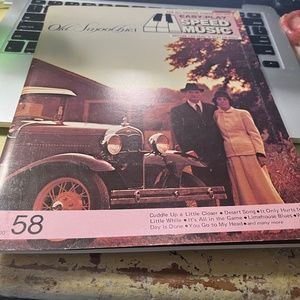 Old Smoothies
EASY-PLAY
SPEED
MUSIC
58
Cuddle Up a Little Closer • Desert Song • It Only Hurts
Little While • It's All in the Game • Limehouse Blues •
Day is Done • You Go to My Head • and many more